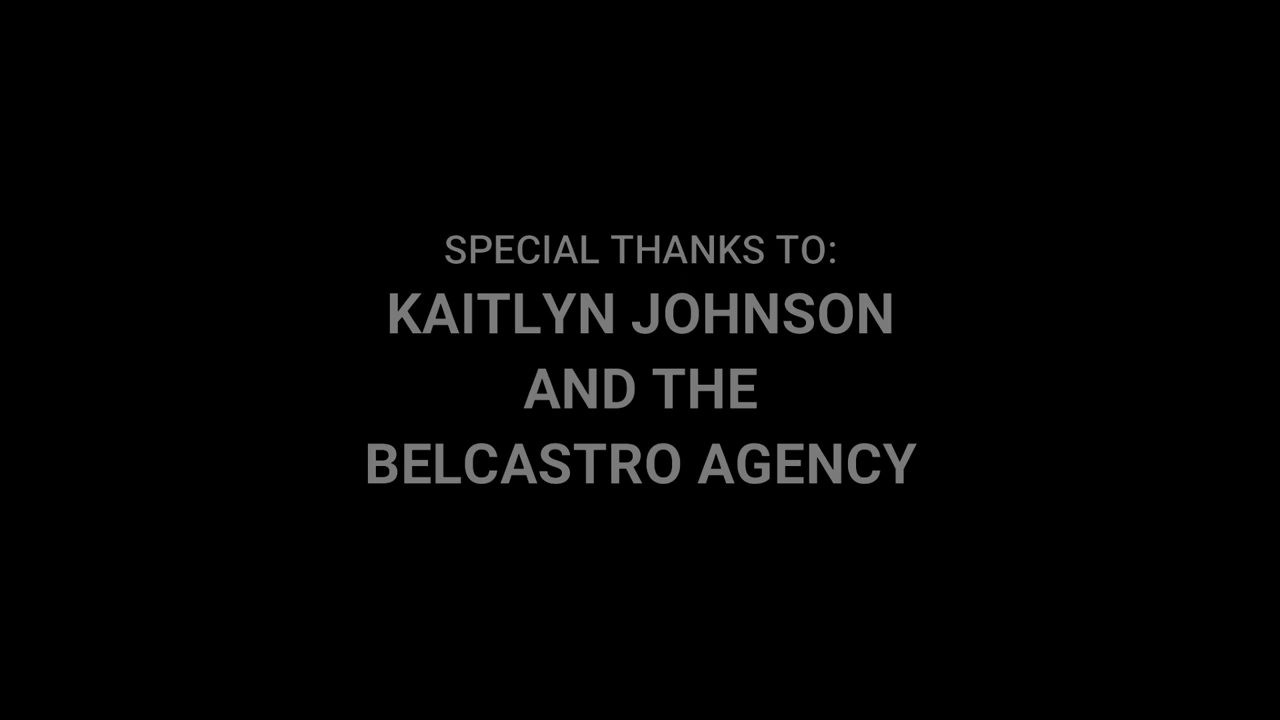 SPECIAL THANKS TO:
KAITLYN JOHNSON
AND THE
BELCASTRO AGENCY